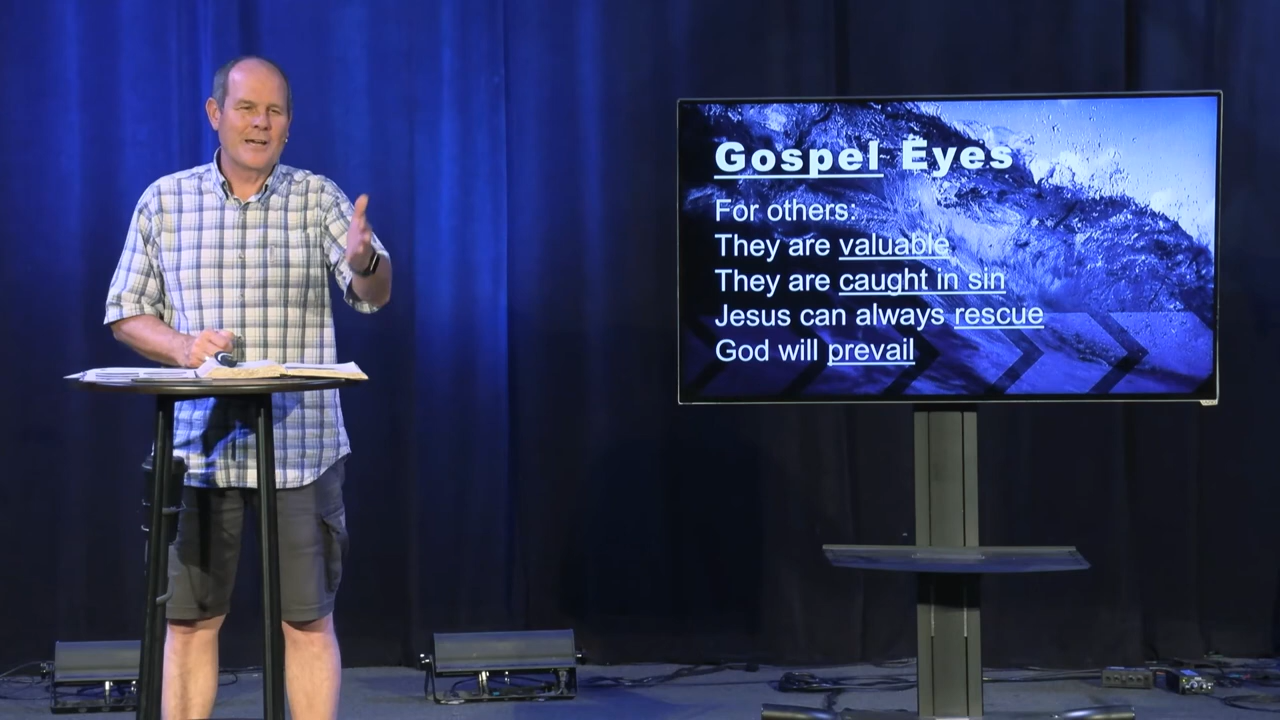 Gospel Eyes
For others:
They are valuable
They are caught in sin
Jesus can always rescue
God will prevail